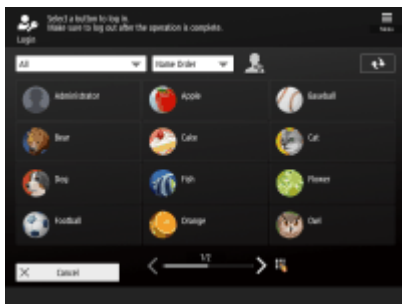 Select a button to log in.
Make sure to log out after the operation is complete.
Login
Menu
All
Name Order
Administrator
Apple
Baseball
Bear
Cake
Cat
Dog
Fish
Flower
Football
Orange
Owl
Cancel
1/2